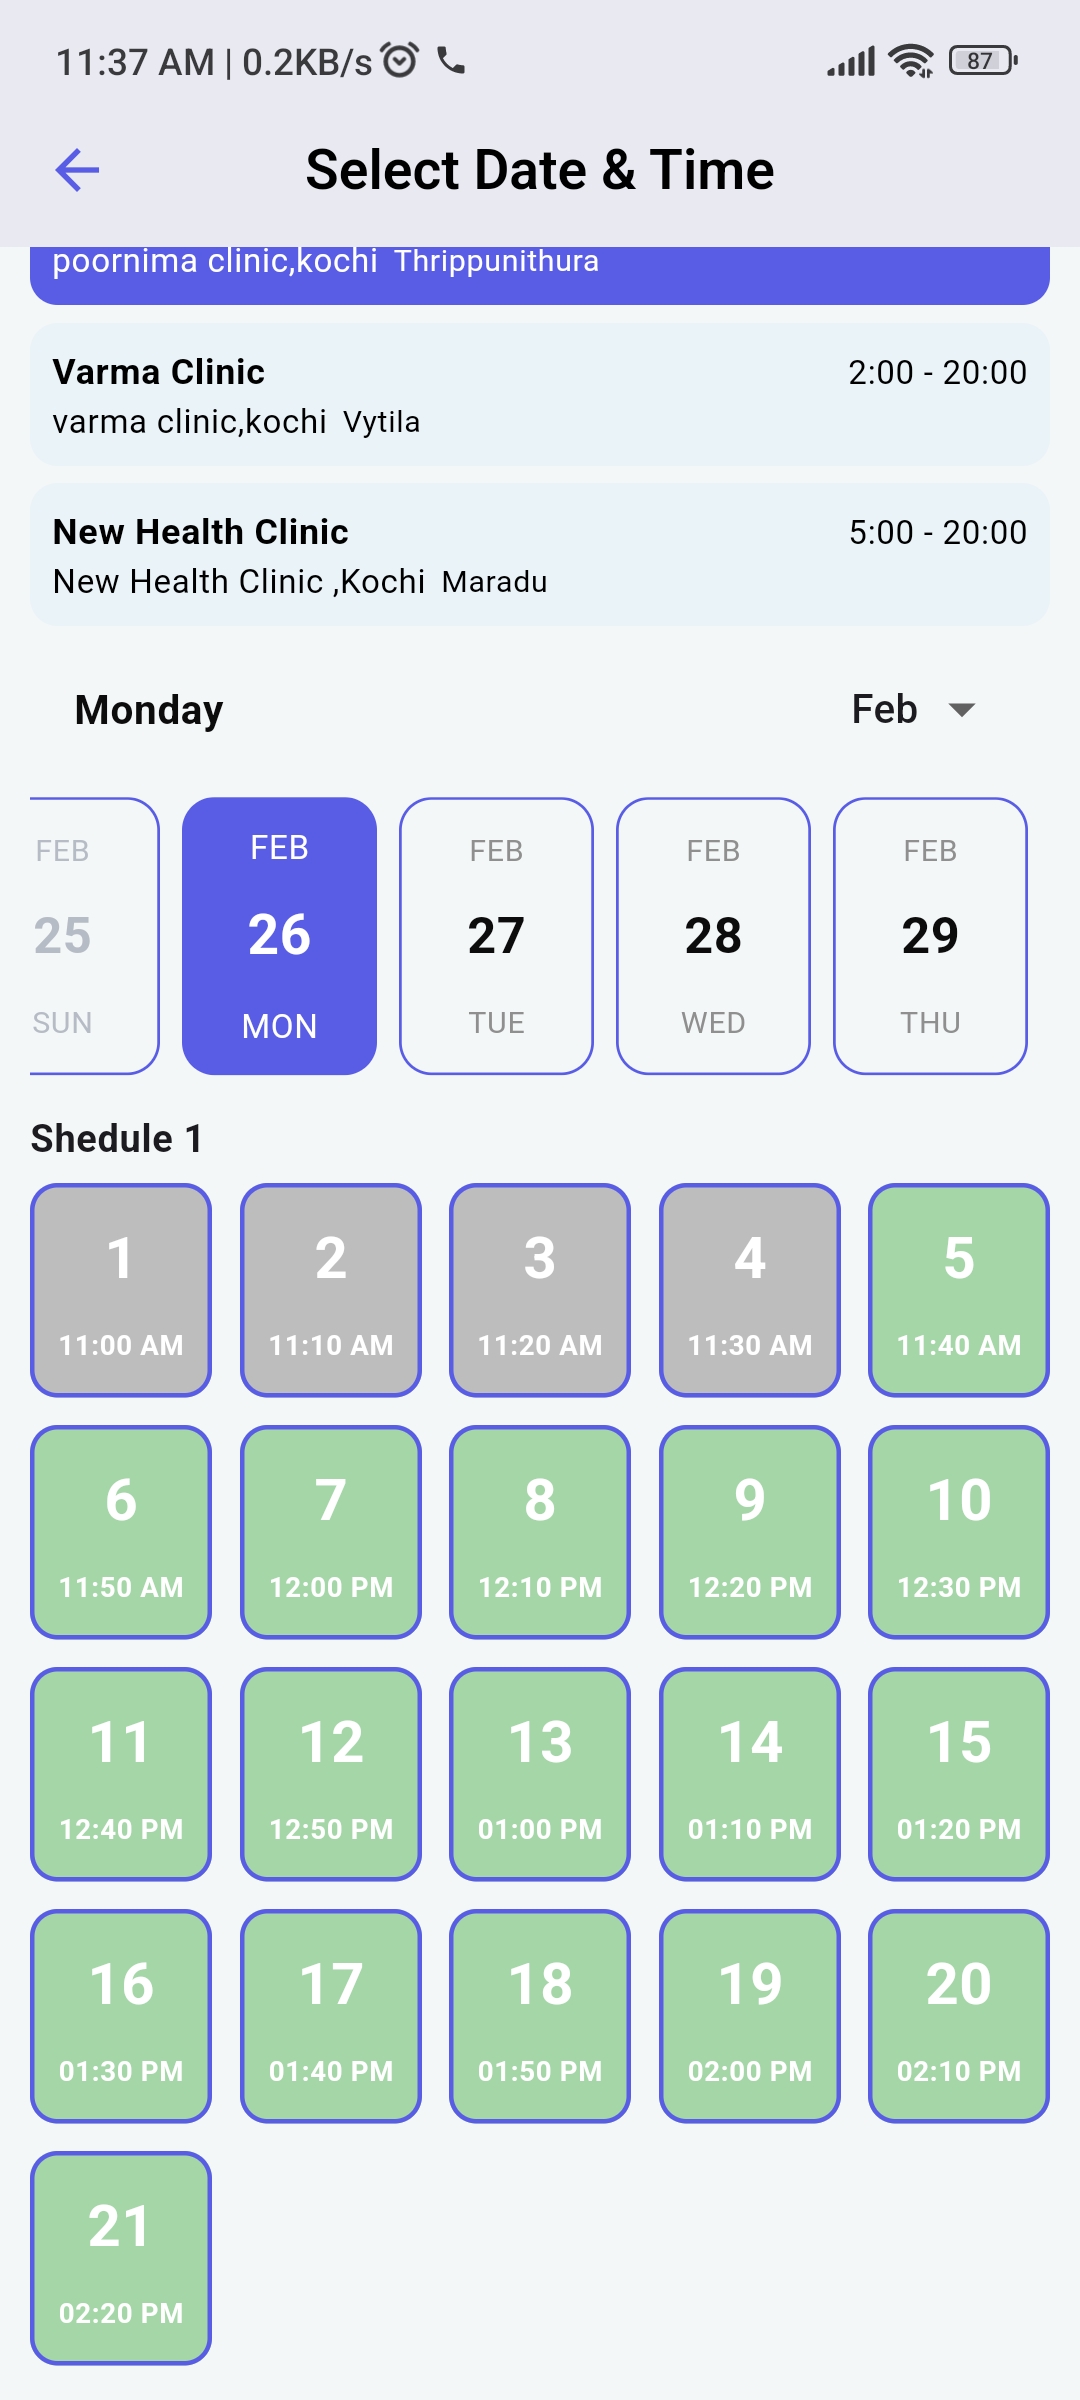 11:37 AM | 0.2KB/s 87
Select Date & Time
poornima clinic,kochi Thrippunithura
Varma Clinic 2:00 - 20:00
varma clinic,kochi Vytila
New Health Clinic 5:00 - 20:00
New Health Clinic ,Kochi Maradu
Monday Feb
FEB FEB FEB FEB FEB
25 26 27 28 29
SUN MON TUE WED THU
Shedule 1
1 2 3 4 5
11:00 AM 11:10 AM 11:20 AM 11:30 AM 11:40 AM
6 7 8 9 10
11:50 AM 12:00 PM 12:10 PM 12:20 PM 12:30 PM
11 12 13 14 15
12:40 PM 12:50 PM 01:00 PM 01:10 PM 01:20 PM
16 17 18 19 20
01:30 PM 01:40 PM 01:50 PM 02:00 PM 02:10 PM
21
02:20 PM